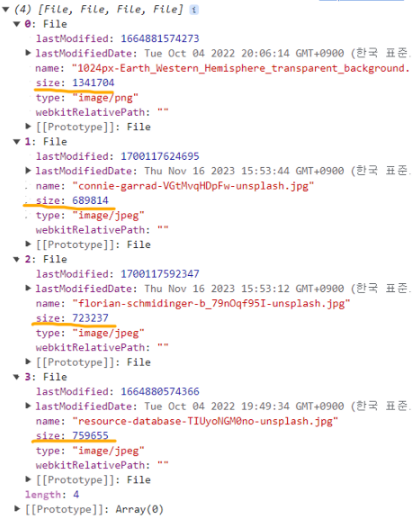 ▼ (4) [File, File, File, File] i
▼ 0: File
lastModified: 1664881574273
▶ lastModifiedDate: Tue Oct 04 2022 20:06:14 GMT+0900 (한국 표준
name: "1024px-Earth_Western_Hemisphere_transparent_background.
size: 1341704
type: "image/png"
webkitRelativePath: ""
▶ [[Prototype]]: File
▼ 1: File
lastModified: 1700117624695
▶ lastModifiedDate: Thu Nov 16 2023 15:53:44 GMT+0900 (한국 표준
name: "connie-garrad-VGtMvqHDpFw-unsplash.jpg"
size: 689814
type: "image/jpeg"
webkitRelativePath: ""
▶ [[Prototype]]: File
▼ 2: File
lastModified: 1700117592347
▶ lastModifiedDate: Thu Nov 16 2023 15:53:12 GMT+0900 (한국 표준
name: "florian-schmidinger-b_79nOqf95I-unsplash.jpg"
size: 723237
type: "image/jpeg"
webkitRelativePath: ""
▶ [[Prototype]]: File
▼ 3: File
lastModified: 1664880574366
▶ lastModifiedDate: Tue Oct 04 2022 19:49:34 GMT+0900 (한국 표준
name: "resource-database-TIUyoNGM0no-unsplash.jpg"
size: 759655
type: "image/jpeg"
webkitRelativePath: ""
▶ [[Prototype]]: File
length: 4
▶ [[Prototype]]: Array(0)